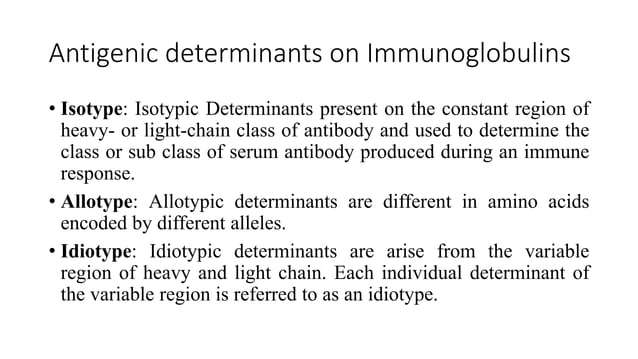 Antigenic determinants on Immunoglobulins
• Isotype: Isotypic Determinants present on the constant region of
heavy- or light-chain class of antibody and used to determine the
class or sub class of serum antibody produced during an immune
response.
• Allotype: Allotypic determinants are different in amino acids
encoded by different alleles.
• Idiotype: Idiotypic determinants are arise from the variable
region of heavy and light chain. Each individual determinant of
the variable region is referred to as an idiotype.